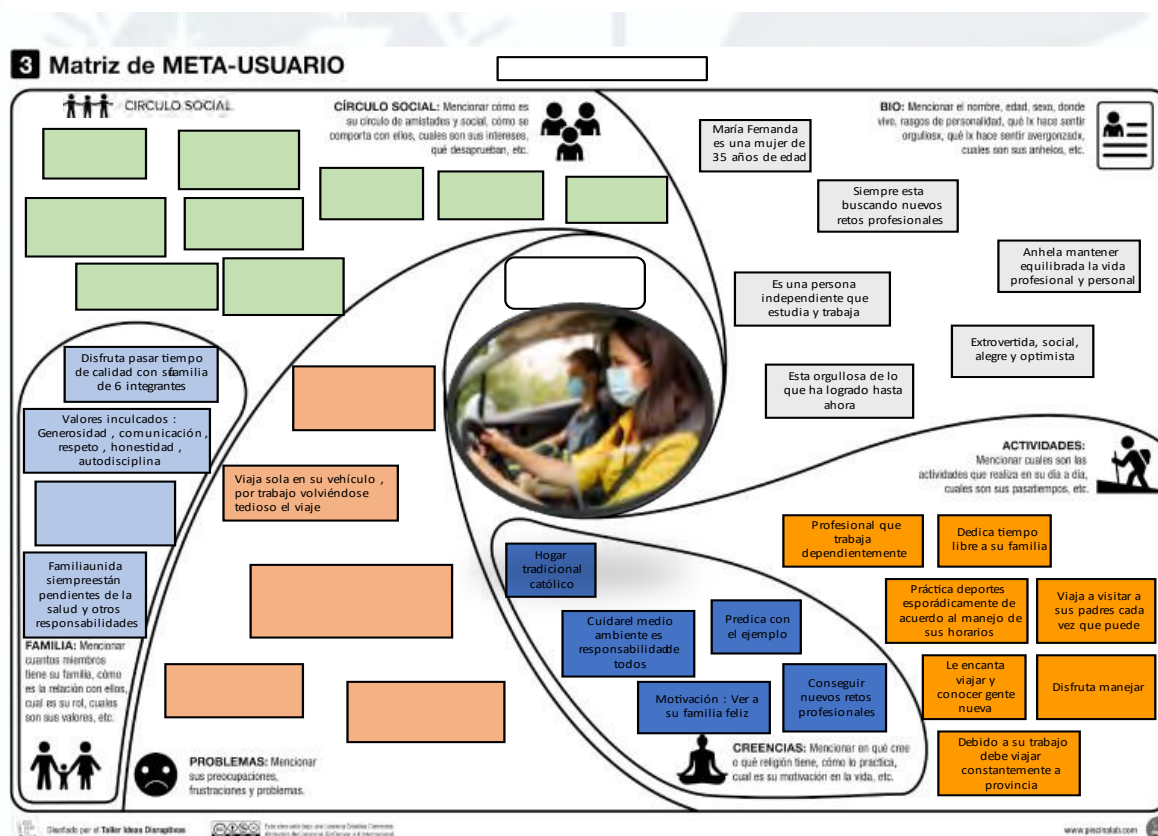 3 Matriz de META-USUARIO
CIRCULO SOCIAL
CÍRCULO SOCIAL: Mencionar cómo es
su círculo de amistades y social, cómo se
comporta con ellos, cuales son sus intereses,
qué desaprueban, etc.
BIO: Mencionar el nombre, edad, sexo, donde
vive, rasgos de personalidad, qué lx hace sentir
orgullosx, qué lx hace sentir avergonzadx,
cuales son sus anhelos, etc.
María Fernanda
es una mujer de
35 años de edad
Siempre esta
buscando nuevos
retos profesionales
Anhela mantener
equilibrada la vida
profesional y personal
Es una persona
independiente que
estudia y trabaja
Extrovertida, social,
alegre y optimista
Esta orgullosa de lo
que ha logrado hasta
ahora
Disfruta pasar tiempo
de calidad con su familia
de 6 integrantes
Valores inculcados :
Generosidad , comunicación ,
respeto , honestidad ,
autodisciplina
Familiaunida
siempreestán
pendientes de la
salud y otros
responsabilidades
FAMILIA: Mencionar
cuantos miembros
tiene su familia, cómo
es la relación con ellos,
cual es su rol, cuales
son sus valores, etc.
Viaja sola en su vehículo ,
por trabajo volviéndose
tedioso el viaje
PROBLEMAS: Mencionar
sus preocupaciones,
frustraciones y problemas.
Hogar
tradicional
católico
Cuidarel medio
ambiente es
responsabilidadde
todos
Predica con
el ejemplo
Motivación : Ver a
su familia feliz
Conseguir
nuevos retos
profesionales
CREENCIAS: Mencionar en qué cree
o qué religión tiene, cómo lo practica,
cual es su motivación en la vida, etc.
ACTIVIDADES:
Mencionar cuales son las
actividades que realiza en su día a día,
cuales son sus pasatiempos, etc.
Profesional que
trabaja
dependientemente
Dedica tiempo
libre a su familia
Práctica deportes
esporádicamente de
acuerdo al manejo de
sus horarios
Viaja a visitar a
sus padres cada
vez que puede
Le encanta
viajar y
conocer gente
nueva
Disfruta manejar
Debido a su trabajo
debe viajar
constantemente a
provincia
Diseñado por el Taller Ideas Disruptivas
www.piscinalab.com